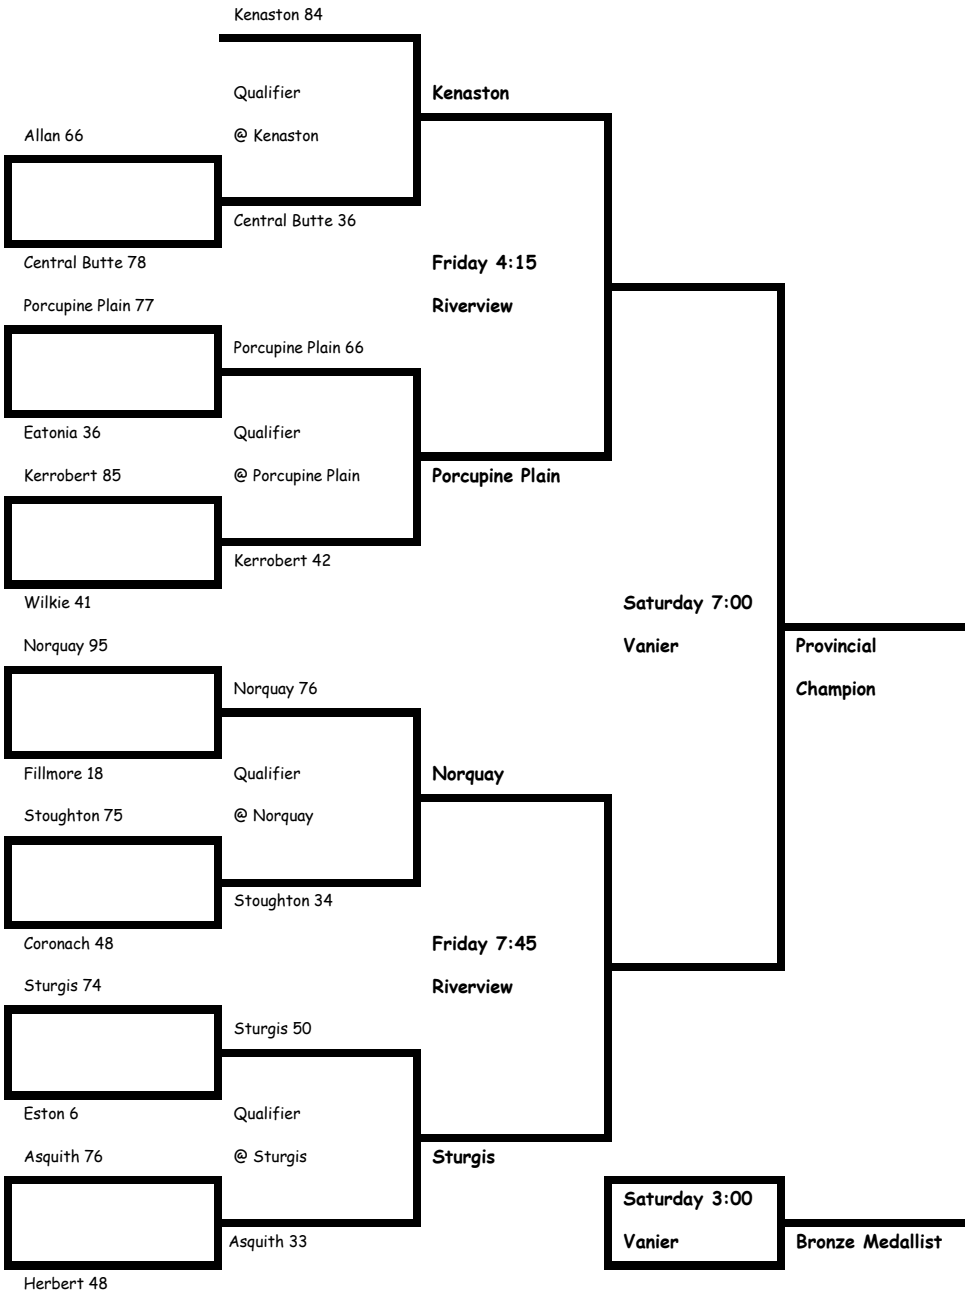 Kenaston 84
Qualifier
Kenaston
Allan 66
@ Kenaston
Central Butte 36
Central Butte 78
Friday 4:15
Porcupine Plain 77
Riverview
Porcupine Plain 66
Eatonia 36
Qualifier
Kerrobert 85
@ Porcupine Plain
Porcupine Plain
Kerrobert 42
Wilkie 41
Saturday 7:00
Norquay 95
Vanier
Provincial
Norquay 76
Champion
Fillmore 18
Qualifier
Norquay
Stoughton 75
@ Norquay
Stoughton 34
Coronach 48
Friday 7:45
Sturgis 74
Riverview
Sturgis 50
Eston 6
Qualifier
Asquith 76
@ Sturgis
Sturgis
Saturday 3:00
Asquith 33
Vanier
Bronze Medallist
Herbert 48